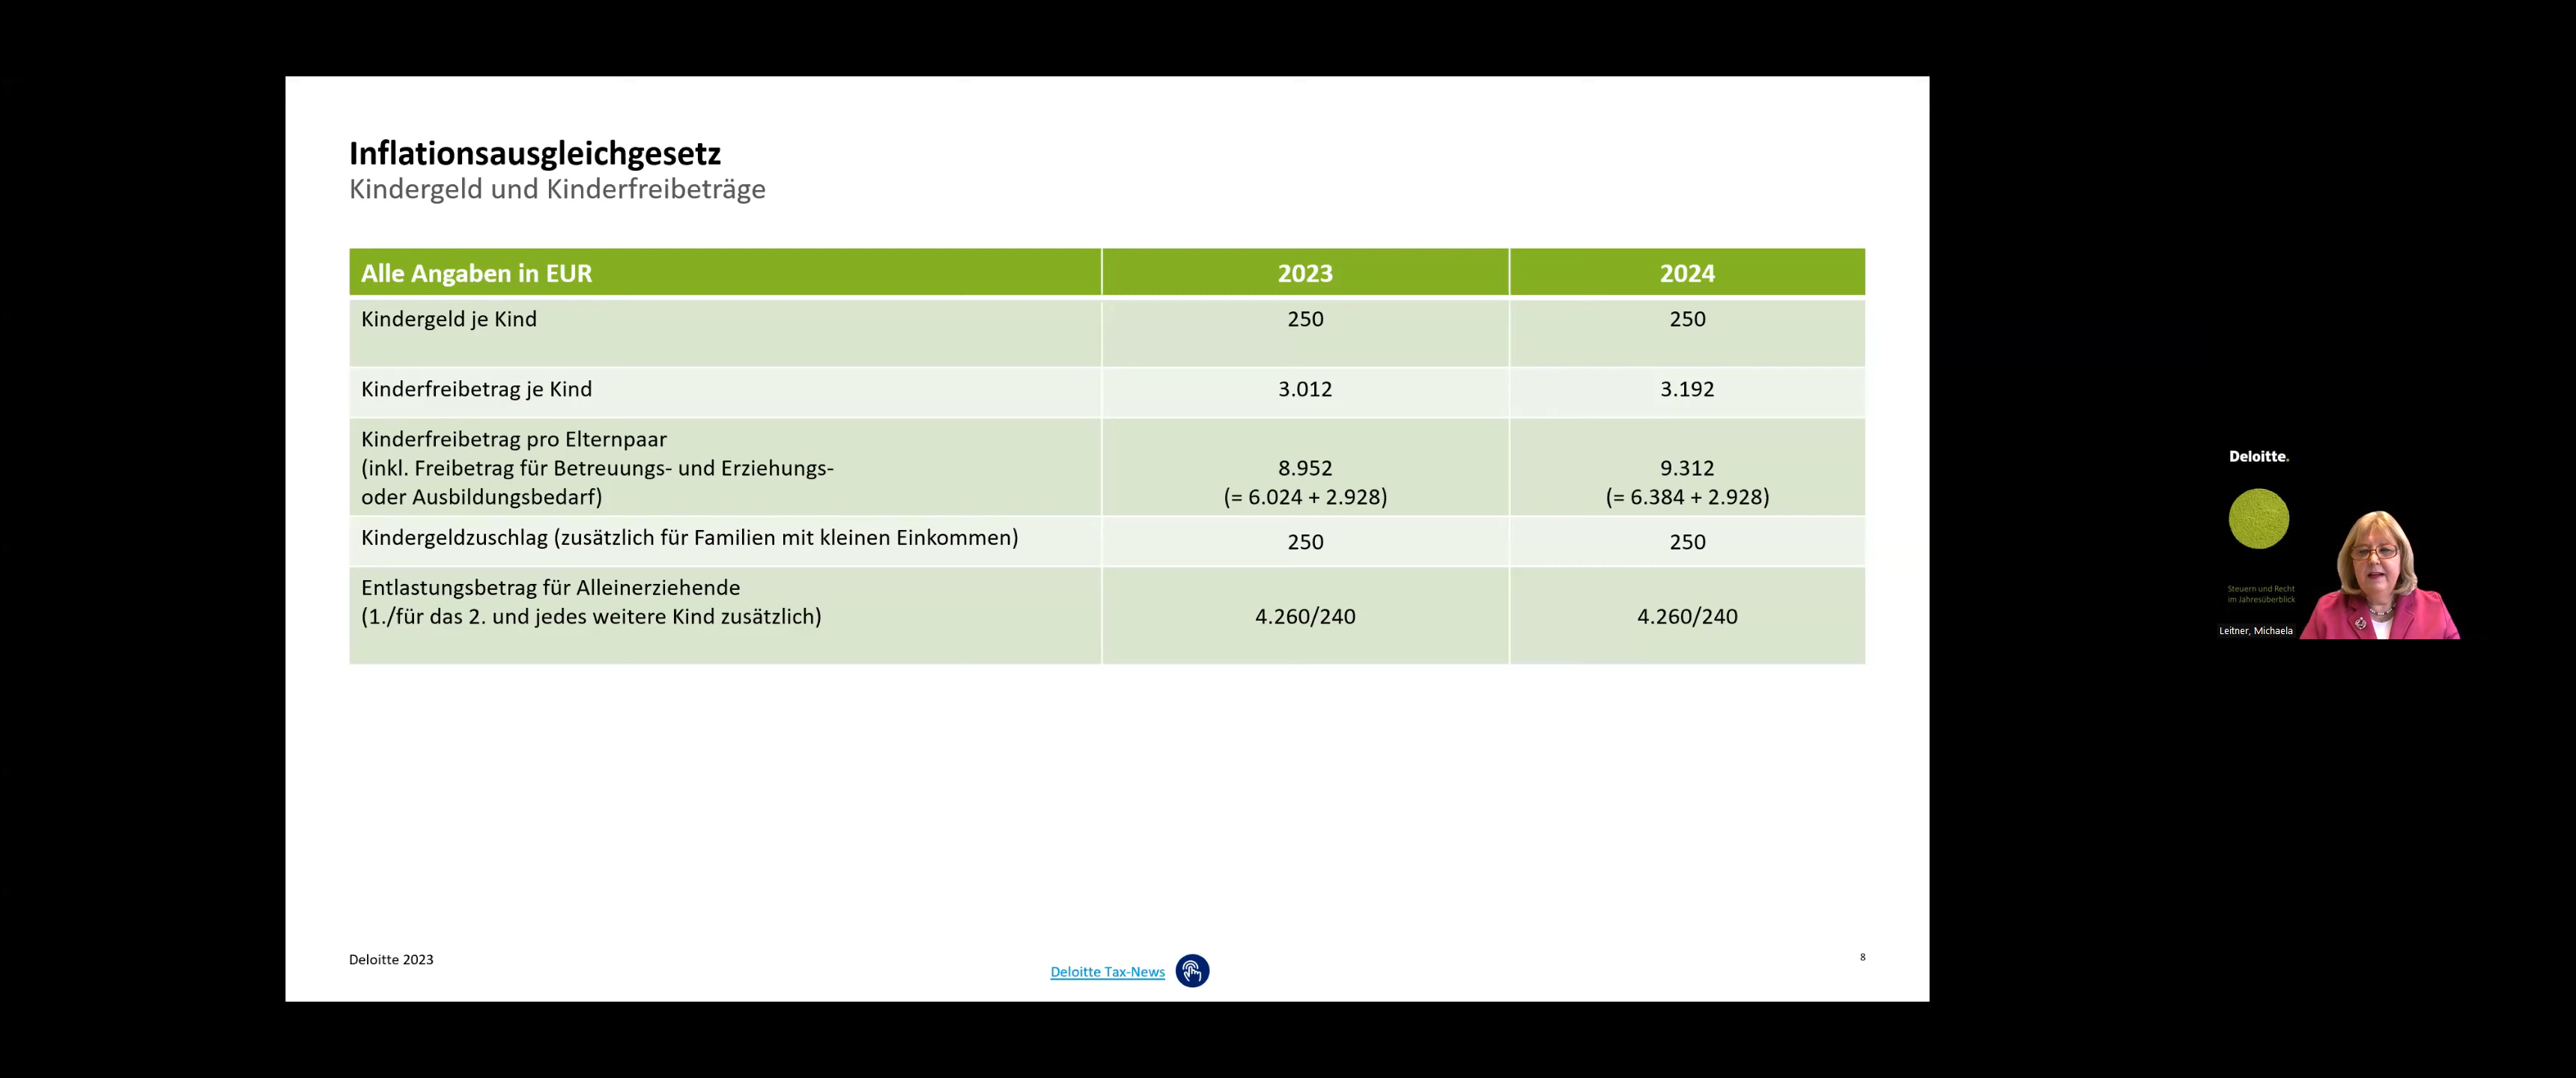 Inflationsausgleichgesetz
Kindergeld und Kinderfreibeträge
Alle Angaben in EUR 2023 2024
Kindergeld je Kind 250 250
Kinderfreibetrag je Kind 3.012 3.192
Kinderfreibetrag pro Elternpaar
(inkl. Freibetrag für Betreuungs- und Erziehungs- 8.952 9.312
oder Ausbildungsbedarf) (= 6.024 + 2.928) (= 6.384 + 2.928)
Kindergeldzuschlag (zusätzlich für Familien mit kleinen Einkommen) 250 250
Entlastungsbetrag für Alleinerziehende
(1./für das 2. und jedes weitere Kind zusätzlich) 4.260/240 4.260/240
Deloitte 2023
Deloitte Tax-News
8
Deloitte.
Steuern und Recht
im Jahresüberblick
Leitner, Michaela